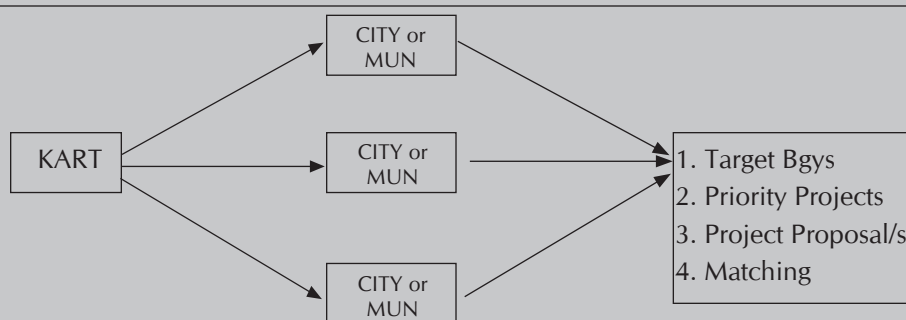 CITY or
MUN
KART
CITY or
MUN
CITY or
MUN
1. Target Bgys
2. Priority Projects
3. Project Proposal/s
4. Matching